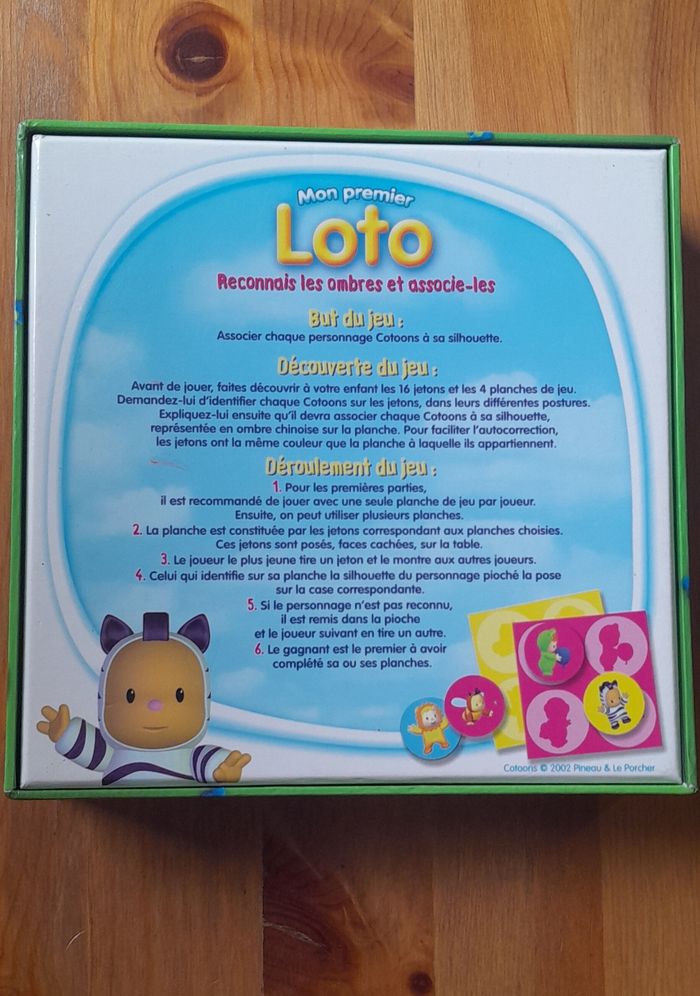 Mon premier
Loto
Reconnais les ombres et associe-les
But du jeu :
Associer chaque personnage Cotoons à sa silhouette.
Découverte du jeu :
Avant de jouer, faites découvrir à votre enfant les 16 jetons et les 4 planches de jeu.
Demandez-lui d'identifier chaque Cotoons sur les jetons, dans leurs différentes postures.
Expliquez-lui ensuite qu'il devra associer chaque Cotoons à sa silhouette,
représentée en ombre chinoise sur la planche. Pour faciliter l'autocorrection,
les jetons ont la même couleur que la planche à laquelle ils appartiennent.
Déroulement du jeu :
1. Pour les premières parties,
il est recommandé de jouer avec une seule planche de jeu par joueur.
Ensuite, on peut utiliser plusieurs planches.
2. La planche est constituée par les jetons correspondant aux planches choisies.
Ces jetons sont posés, faces cachées, sur la table.
3. Le joueur le plus jeune tire un jeton et le montre aux autres joueurs.
4. Celui qui identifie sur sa planche la silhouette du personnage pioché la pose
sur la case correspondante.
5. Si le personnage n'est pas reconnu,
il est remis dans la pioche
et le joueur suivant en tire un autre.
6. Le gagnant est le premier à avoir
complété sa ou ses planches.
Cotoons © 2002 Pineau & Le Porcher